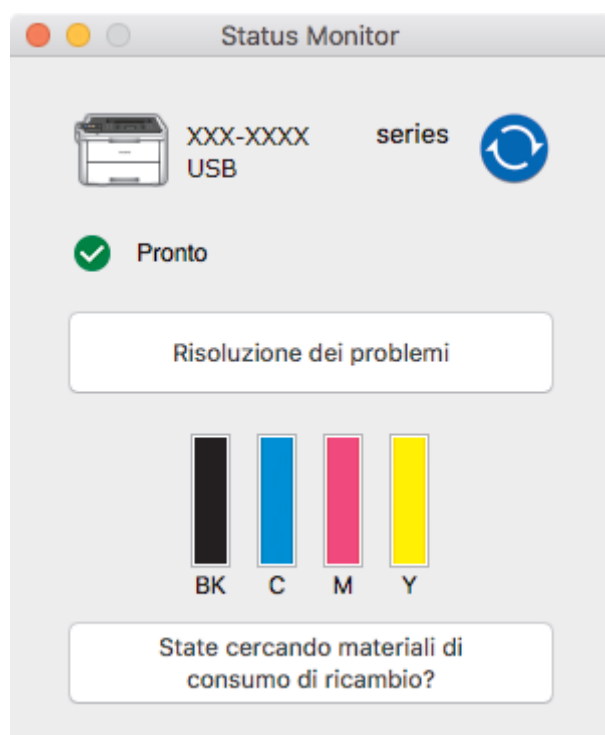 Status Monitor
XXX-XXXX series
USB
Pronto
Risoluzione dei problemi
BK C M Y
State cercando materiali di
consumo di ricambio?